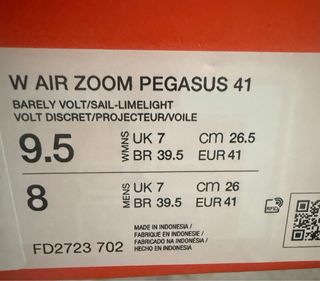 W AIR ZOOM PEGASUS 41
BARELY VOLT/SAIL-LIMELIGHT
VOLT DISCRET/PROJECTEUR/VOILE
9.5 WMNS UK 7 CM 26.5
BR 39.5 EUR 41
8 MENS UK 7 CM 26
BR 39.5 EUR 41
MADE IN INDONESIA/
FABRIQUE EN INDONESIE/
FABRICADO NA INDONESIA/
HECHO EN INDONESIA
FD2723 702
RFID